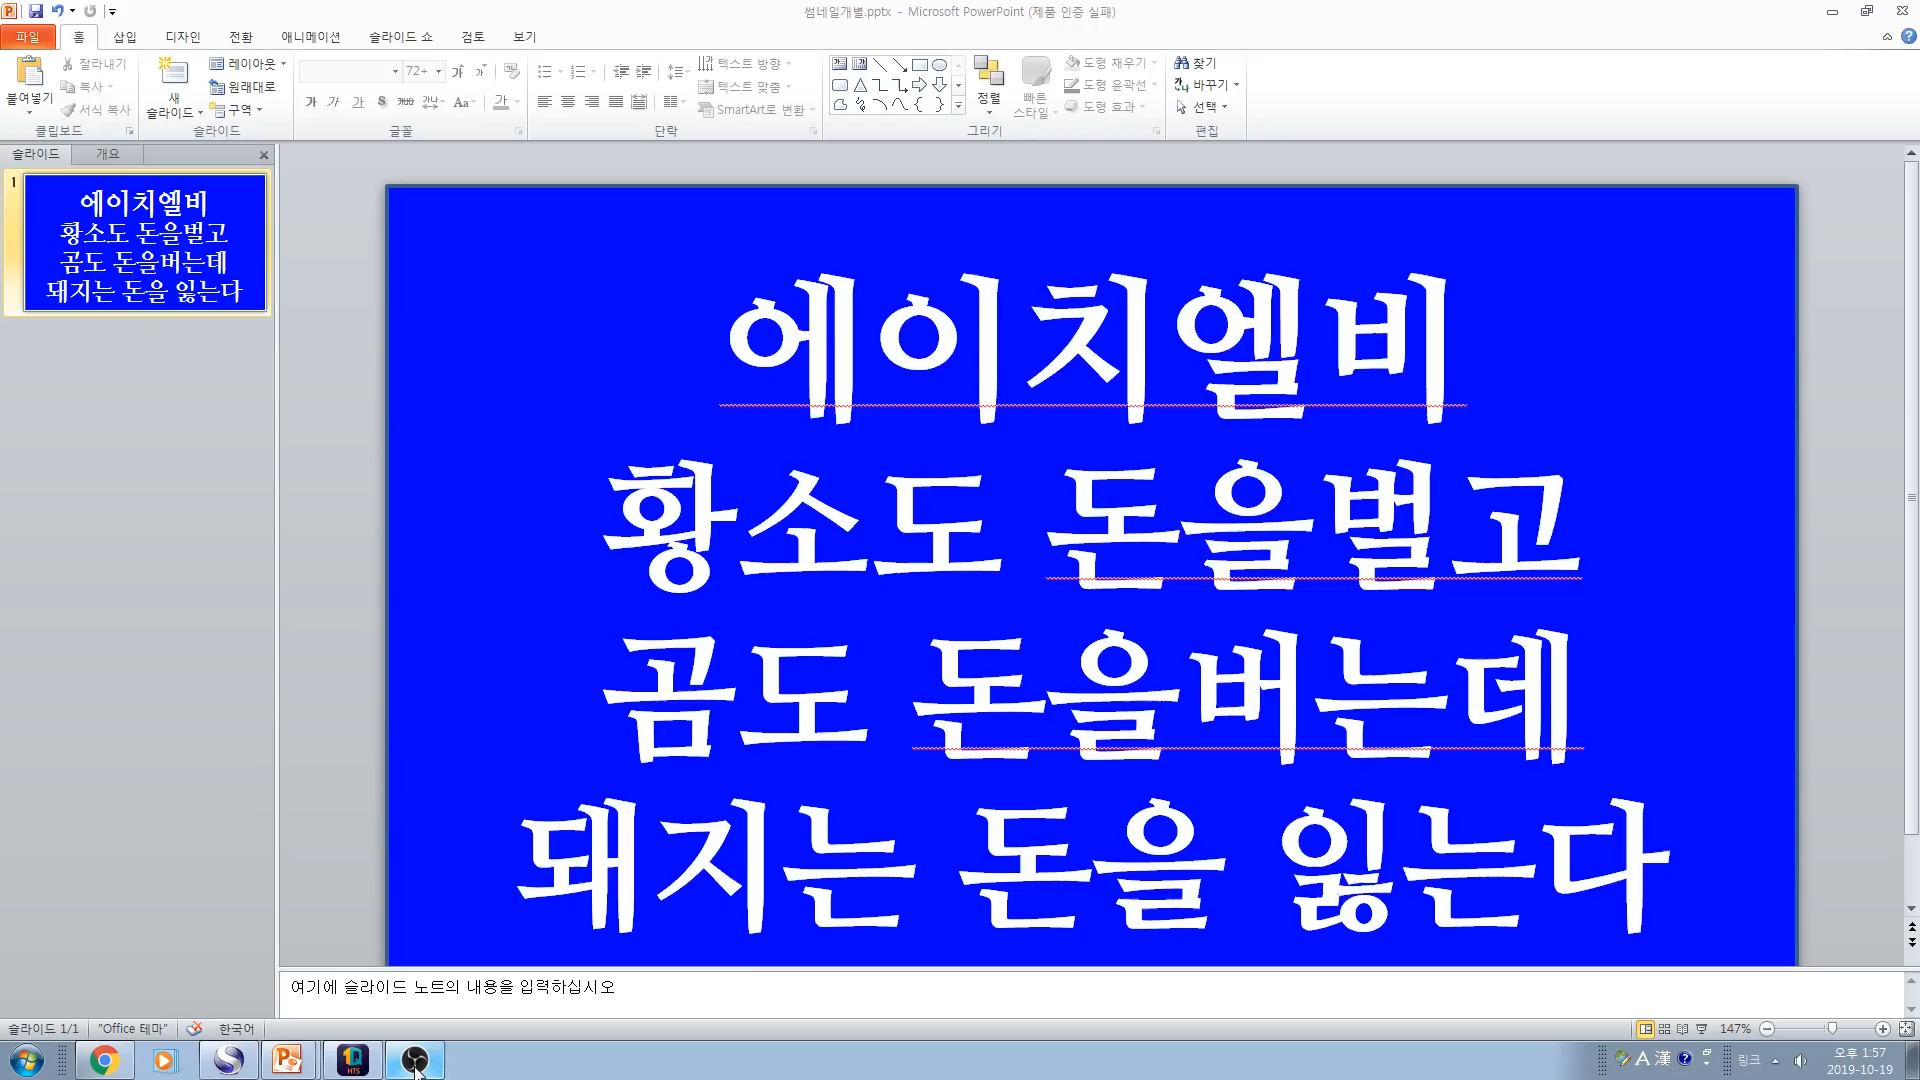 썸네일개별.pptx - Microsoft PowerPoint (제품 인증 실패)
파일 홈 삽입 디자인 전환 애니메이션 슬라이드 쇼 검토 보기
붙여넣기
잘라내기
복사
서식 복사
클립보드
새
슬라이드
레이아웃
원래대로
구역
슬라이드
72+
가 가 가 S 가나 Aa 가
글꼴
텍스트 방향
텍스트 맞춤
SmartArt로 변환
단락
정렬
빠른
스타일
도형 채우기
도형 윤곽선
도형 효과
그리기
찾기
바꾸기
선택
편집
슬라이드 개요
1
에이치엘비
황소도 돈을벌고
곰도 돈을버는데
돼지는 돈을 잃는다
에이치엘비
황소도 돈을벌고
곰도 돈을버는데
돼지는 돈을 잃는다
여기에 슬라이드 노트의 내용을 입력하십시오
슬라이드 1/1 "Office 테마" 한국어 147%
HTS
A 漢 링크
오후 1:57
2019-10-19